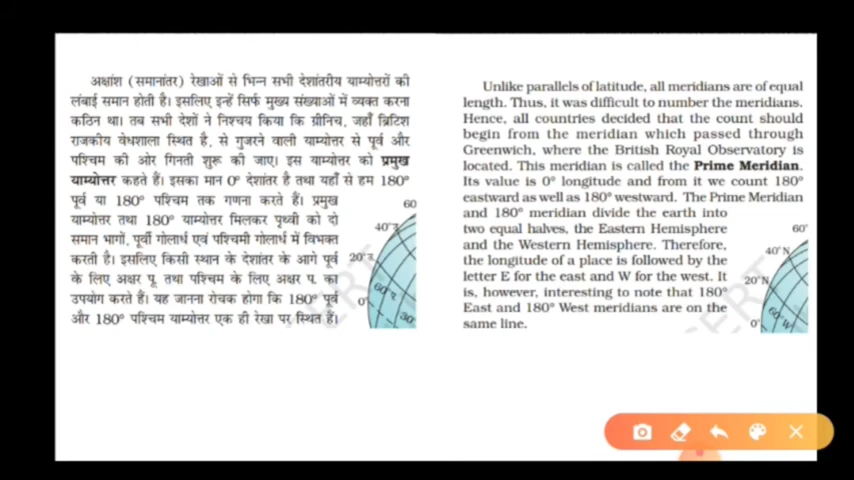 अक्षांश (समानांतर) रेखाओं से भिन्न सभी देशांतरीय याम्योत्तरों की
लंबाई समान होती है। इसलिए इन्हें सिर्फ मुख्य संख्याओं में व्यक्त करना
कठिन था। तब सभी देशों ने निश्चय किया कि ग्रीनिच, जहाँ ब्रिटिश
राजकीय वेधशाला स्थित है, से गुजरने वाली याम्योत्तर से पूर्व और
पश्चिम की ओर गिनती शुरू की जाए। इस याम्योत्तर को प्रमुख
याम्योत्तर कहते हैं। इसका मान 0° देशांतर है तथा यहाँ से हम 180°
पूर्व या 180° पश्चिम तक गणना करते हैं। प्रमुख
याम्योत्तर तथा 180° याम्योत्तर मिलकर पृथ्वी को दो
समान भागों, पूर्वी गोलार्ध एवं पश्चिमी गोलार्ध में विभक्त
करती है। इसलिए किसी स्थान के देशांतर के आगे पूर्व
के लिए अक्षर पू. तथा पश्चिम के लिए अक्षर प. का
उपयोग करते हैं। यह जानना रोचक होगा कि 180° पूर्व
और 180° पश्चिम याम्योत्तर एक ही रेखा पर स्थित हैं।
60
40° उ
20° उ
0°
60° प
30°
Unlike parallels of latitude, all meridians are of equal
length. Thus, it was difficult to number the meridians.
Hence, all countries decided that the count should
begin from the meridian which passed through
Greenwich, where the British Royal Observatory is
located. This meridian is called the Prime Meridian.
Its value is 0° longitude and from it we count 180°
eastward as well as 180° westward. The Prime Meridian
and 180° meridian divide the earth into
two equal halves, the Eastern Hemisphere
and the Western Hemisphere. Therefore,
the longitude of a place is followed by the
letter E for the east and W for the west. It
is, however, interesting to note that 180°
East and 180° West meridians are on the
same line.
60°
40° N
20°N
0°
60° W